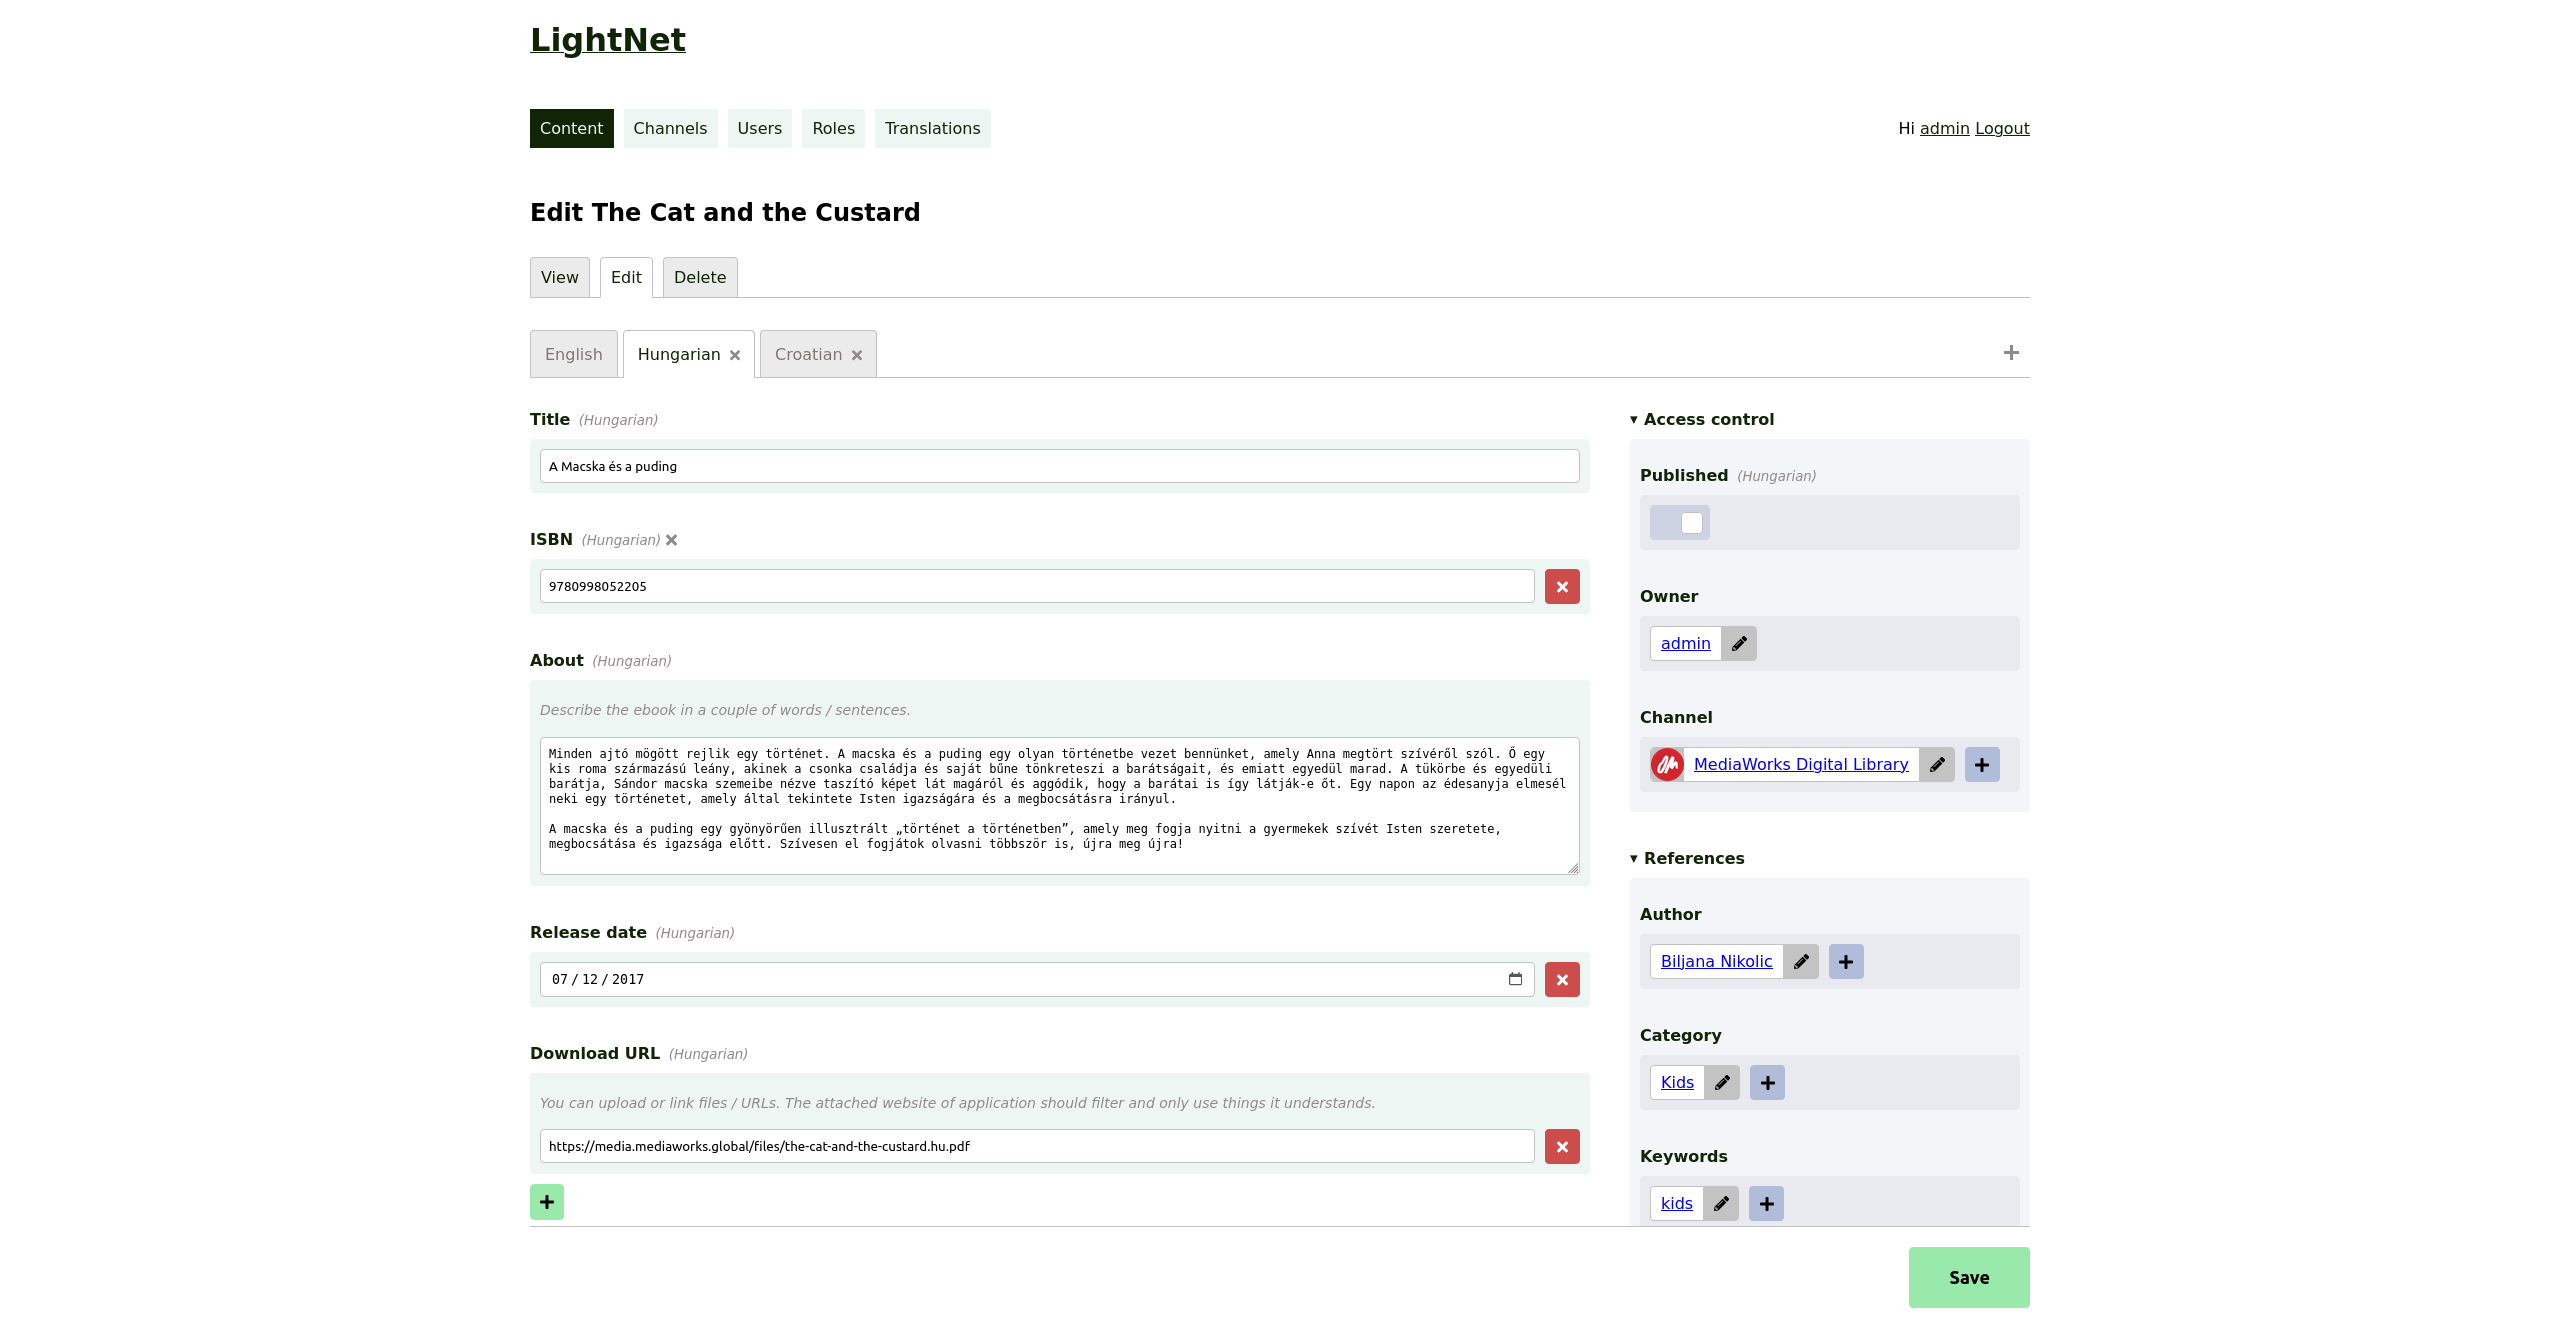 LightNet
Content Channels Users Roles Translations
Hi admin Logout
Edit The Cat and the Custard
View Edit Delete
English Hungarian Croatian
Title (Hungarian)
A Macska és a puding
ISBN (Hungarian)
9780998052205
About (Hungarian)
Describe the ebook in a couple of words / sentences.
Minden ajtó mögött rejlik egy történet. A macska és a puding egy olyan történetbe vezet bennünket, amely Anna megtört szívéről szól. Ő egy
kis roma származású leány, akinek a csonka családja és saját bűne tönkreteszi a barátságait, és emiatt egyedül marad. A tükörbe és egyedüli
barátja, Sándor macska szemeibe nézve taszító képet lát magáról és aggódik, hogy a barátai is így látják-e őt. Egy napon az édesanyja elmesél
neki egy történetet, amely által tekintete Isten igazságára és a megbocsátásra irányul.
A macska és a puding egy gyönyörűen illusztrált „történet a történetben”, amely meg fogja nyitni a gyermekek szívét Isten szeretete,
megbocsátása és igazsága előtt. Szívesen el fogjátok olvasni többször is, újra meg újra!
Release date (Hungarian)
07 / 12 / 2017
Download URL (Hungarian)
You can upload or link files / URLs. The attached website of application should filter and only use things it understands.
https://media.mediaworks.global/files/the-cat-and-the-custard.hu.pdf
Access control
Published (Hungarian)
Owner
admin
Channel
MediaWorks Digital Library
References
Author
Biljana Nikolic
Category
Kids
Keywords
kids
Save